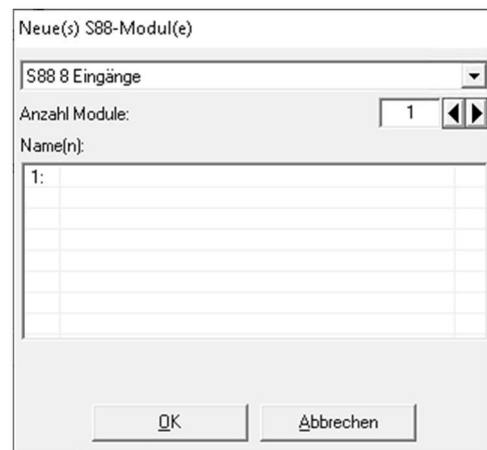 Neue(s) S88-Modul(e)
S88 8 Eingänge
Anzahl Module: 1
Name(n):
1:
OK Abbrechen